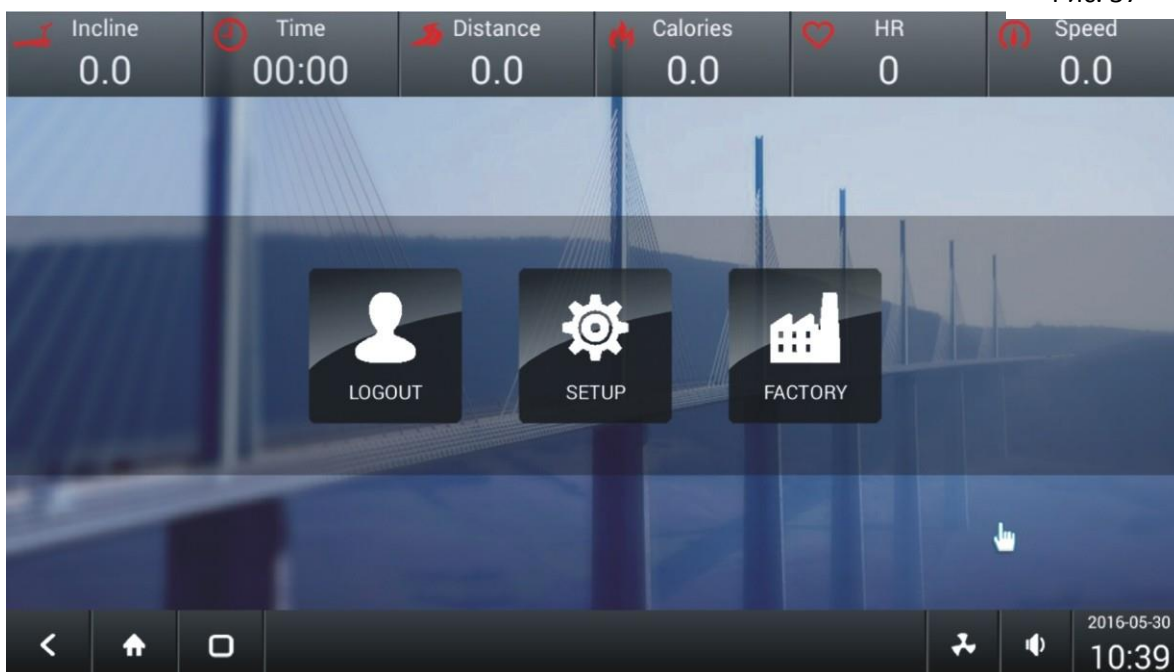 Incline Time Distance Calories HR Speed
0.0 00:00 0.0 0.0 0 0.0
LOGOUT SETUP FACTORY
2016-05-30
10:39